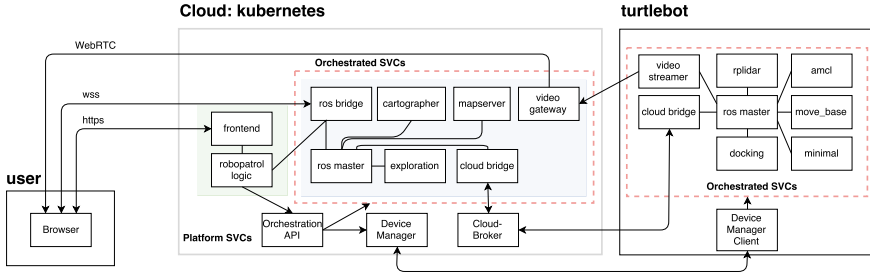 Cloud: kubernetes
turtlebot
WebRTC
Orchestrated SVCs
video
streamer
rplidar
amcl
wss
ros bridge
cartographer
mapserver
video
gateway
cloud bridge
ros master
move_base
https
frontend
robopatrol
logic
ros master
exploration
cloud bridge
docking
minimal
user
Orchestrated SVCs
Browser
Platform SVCs
Orchestration
API
Device
Manager
Cloud-
Broker
Device
Manager
Client